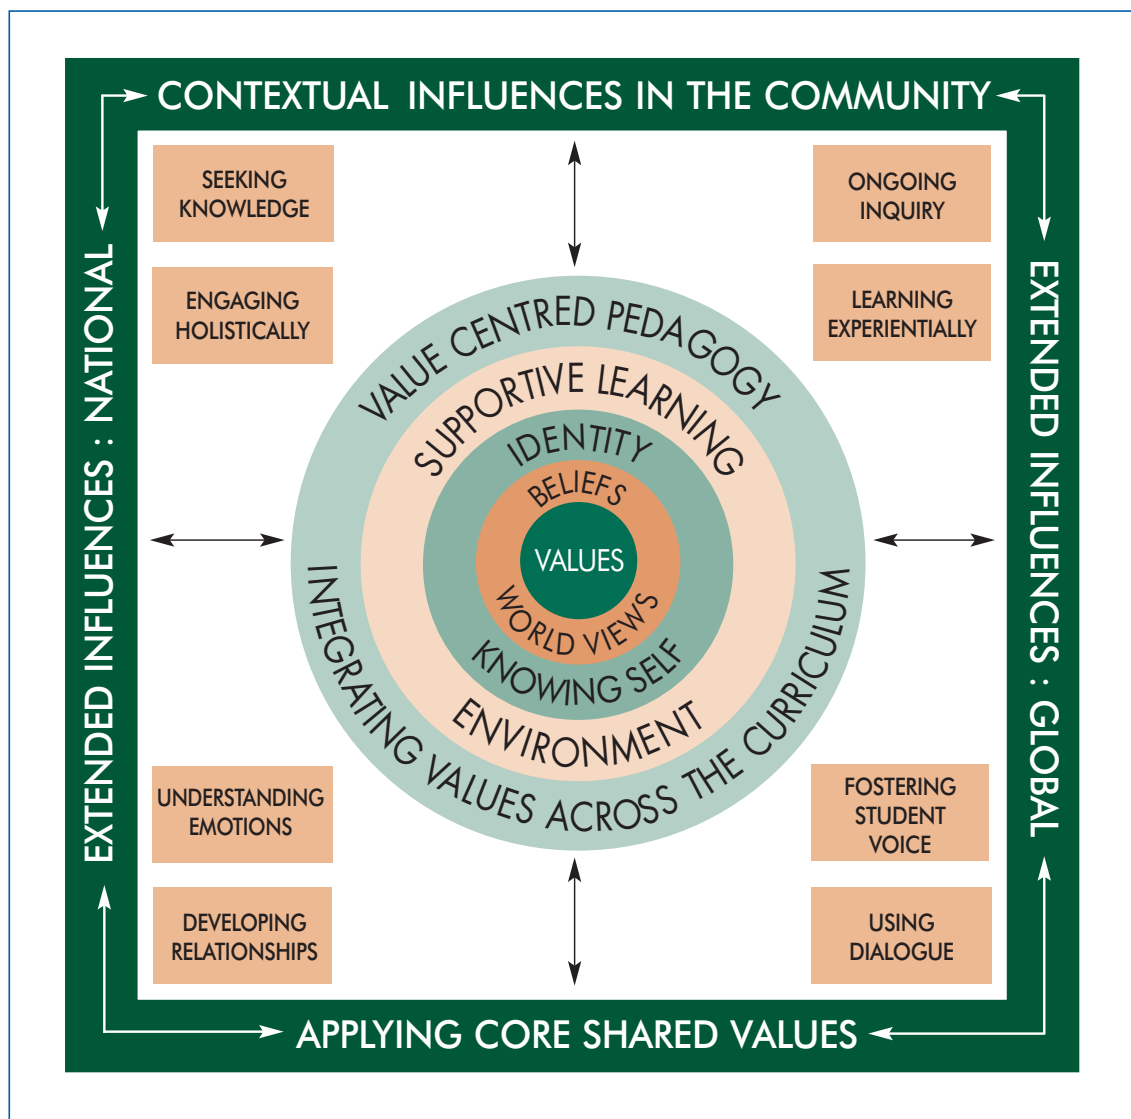 CONTEXTUAL INFLUENCES IN THE COMMUNITY
EXTENDED INFLUENCES : NATIONAL
EXTENDED INFLUENCES : GLOBAL
SEEKING
KNOWLEDGE
ENGAGING
HOLISTICALLY
ONGOING
INQUIRY
LEARNING
EXPERIENTIALLY
VALUE CENTRED PEDAGOGY
SUPPORTIVE LEARNING
IDENTITY
BELIEFS
VALUES
WORLD VIEWS
KNOWING SELF
ENVIRONMENT
INTEGRATING VALUES ACROSS THE CURRICULUM
UNDERSTANDING
EMOTIONS
DEVELOPING
RELATIONSHIPS
FOSTERING
STUDENT
VOICE
USING
DIALOGUE
APPLYING CORE SHARED VALUES